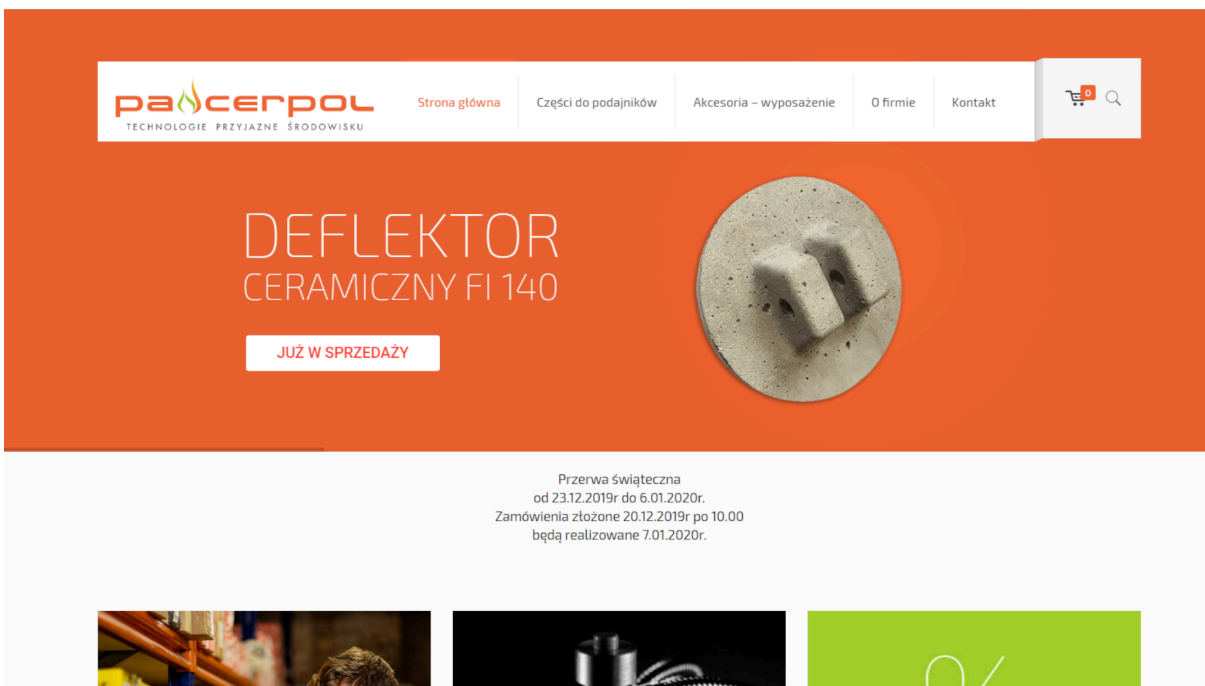 pancerpol
TECHNOLOGIE PRZYJAZNE ŚRODOWISKU
Strona główna
Części do podajników
Akcesoria – wyposażenie
O firmie
Kontakt
0
DEFLEKTOR
CERAMICZNY FI 140
JUŻ W SPRZEDAŻY
Przerwa świąteczna
od 23.12.2019r do 6.01.2020r.
Zamówienia złożone 20.12.2019r po 10.00
będą realizowane 7.01.2020r.
%